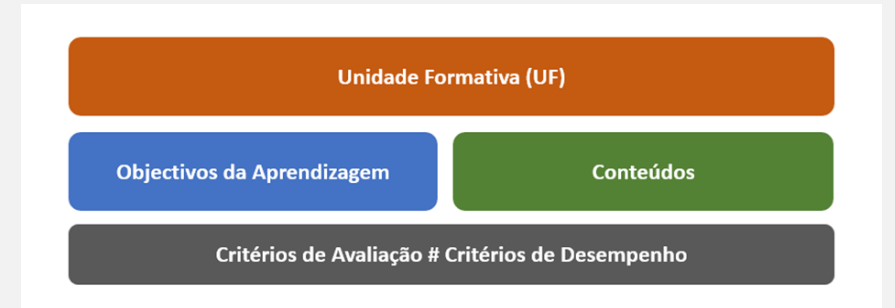 Unidade Formativa (UF)
Objectivos da Aprendizagem
Conteúdos
Critérios de Avaliação # Critérios de Desempenho